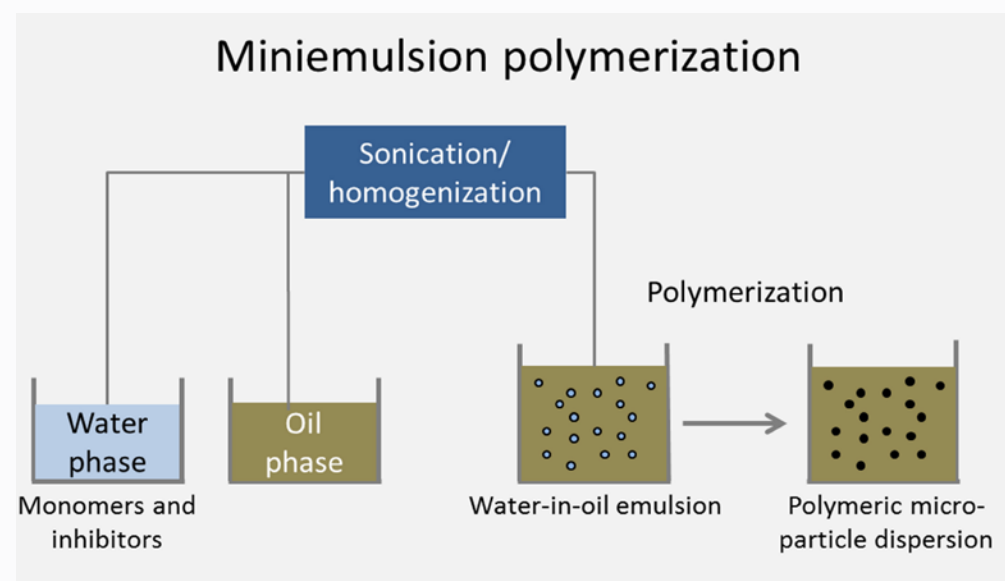 Miniemulsion polymerization
Sonication/
homogenization
Polymerization
Water
phase
Oil
phase
Monomers and
inhibitors
Water-in-oil emulsion
Polymeric micro-
particle dispersion